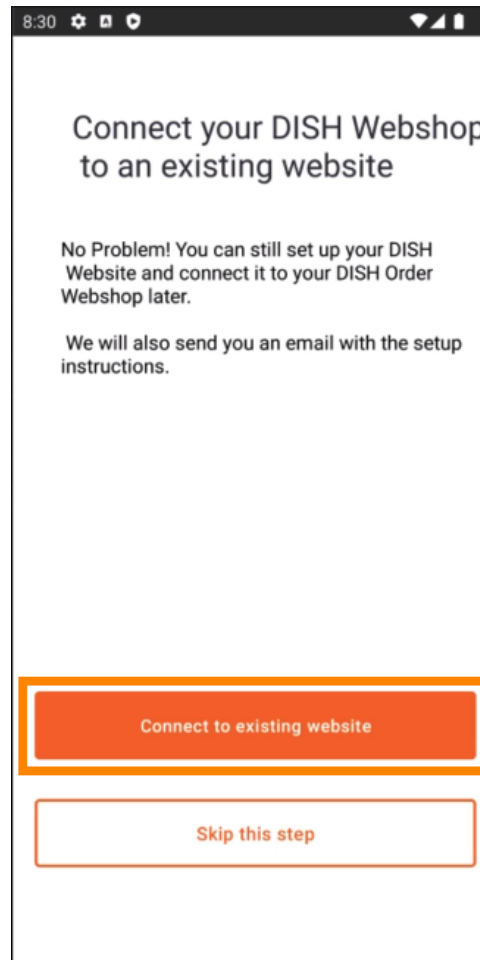 8:30
Connect your DISH Webshop
to an existing website
No Problem! You can still set up your DISH
Website and connect it to your DISH Order
Webshop later.
We will also send you an email with the setup
instructions.
Connect to existing website
Skip this step